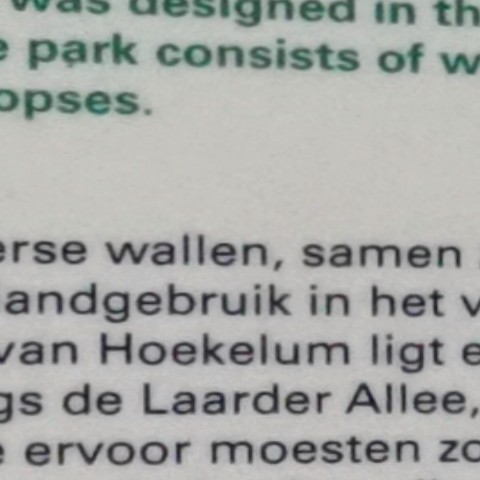 was designed in th
park consists of w
opses.
erse wallen, samen
landgebruik in het v
van Hoekelum ligt e
gs de Laarder Allee,
ervoor moesten zo